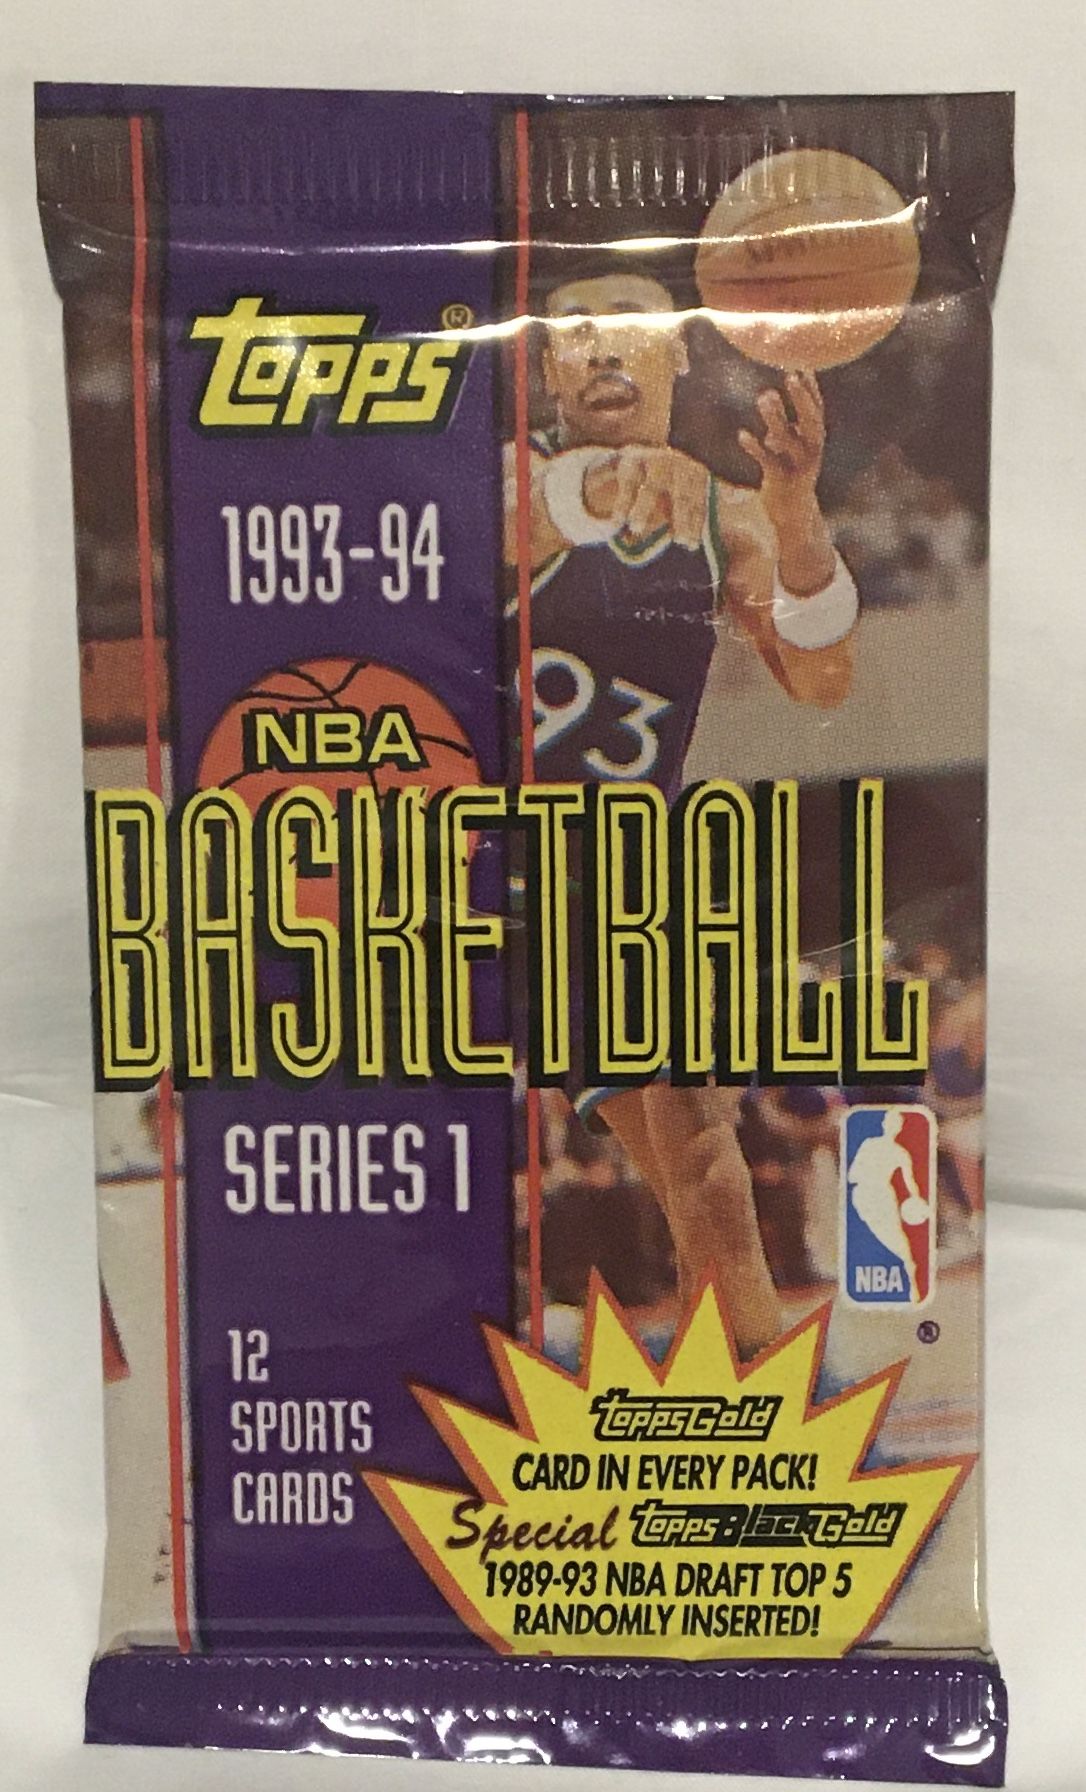 Topps®
1993-94
93
NBA
BASKETBALL
SERIES 1
NBA
®
12
SPORTS
CARDS
Topps Gold
CARD IN EVERY PACK!
Special Topps Black Gold
1989-93 NBA DRAFT TOP 5
RANDOMLY INSERTED!